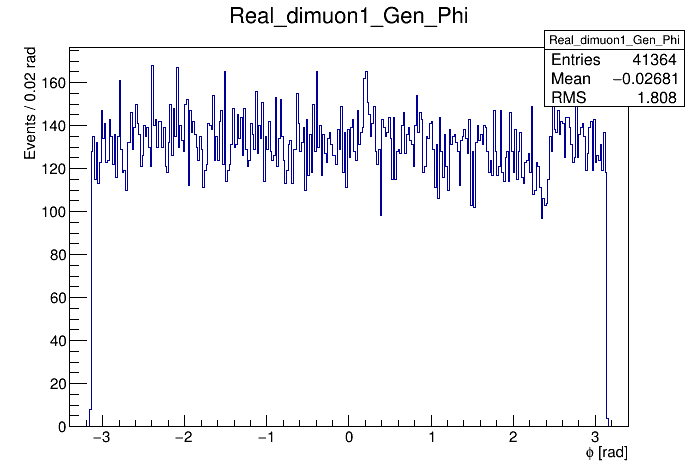 Real_dimuon1_Gen_Phi
Real_dimuon1_Gen_Phi
Entries 41364
Mean −0.02681
RMS 1.808
Events / 0.02 rad
160
140
120
100
80
60
40
20
0
−3 −2 −1 0 1 2 3
ϕ [rad]